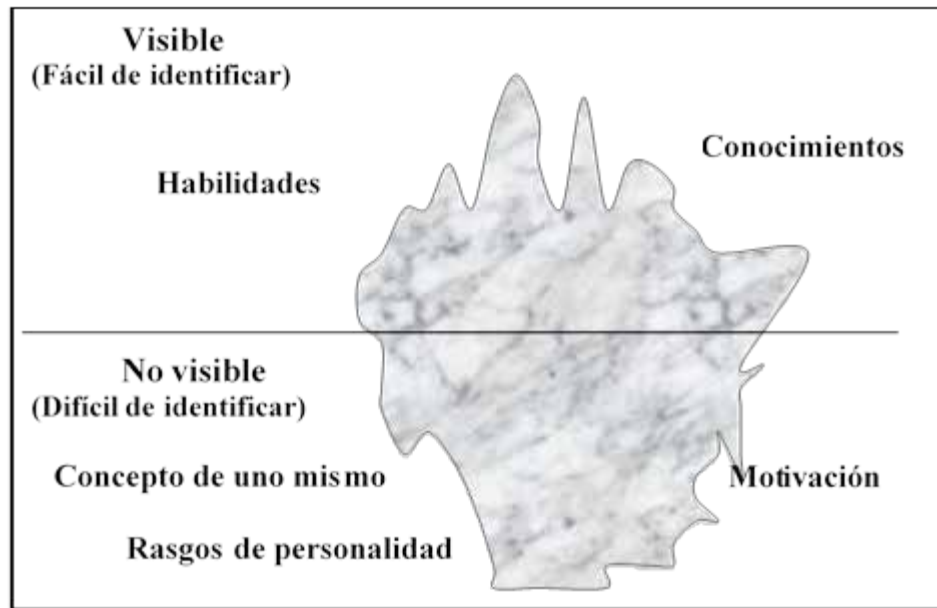 Visible
(Fácil de identificar)
Conocimientos
Habilidades
No visible
(Difícil de identificar)
Concepto de uno mismo
Motivación
Rasgos de personalidad